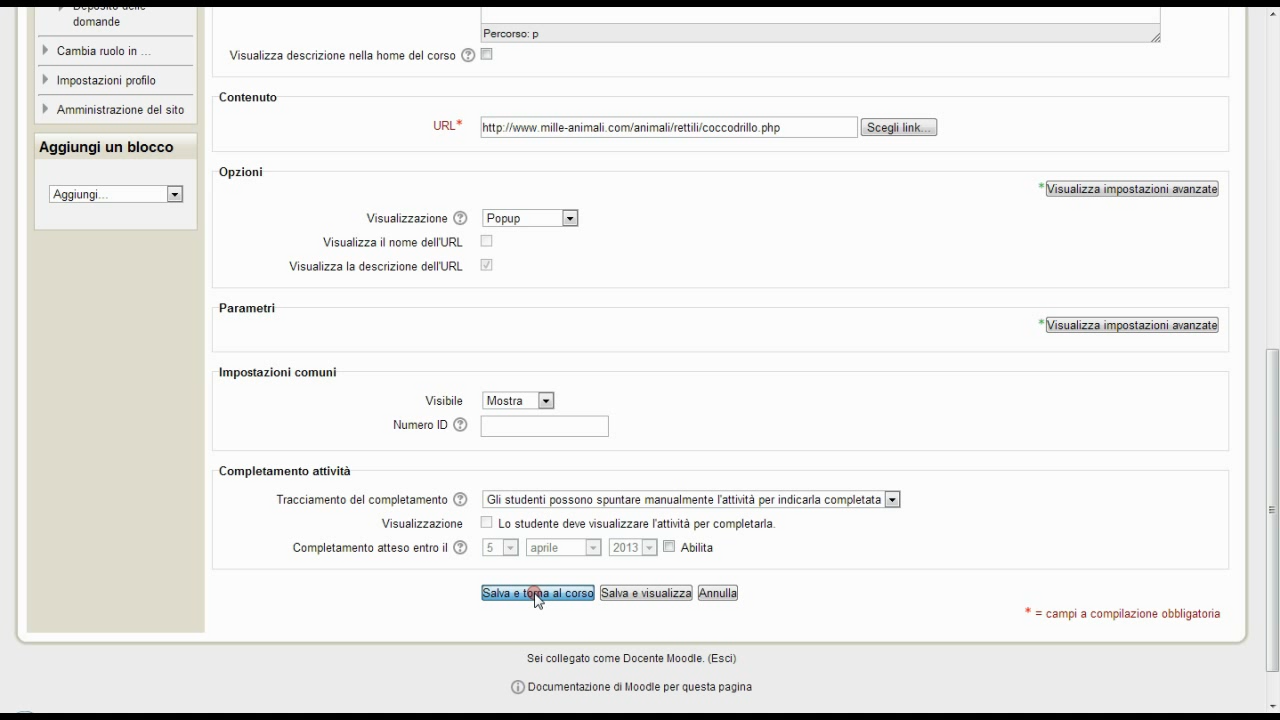 Deposito delle
domande
Cambia ruolo in ...
Impostazioni profilo
Amministrazione del sito
Aggiungi un blocco
Aggiungi...
Percorso: p
Visualizza descrizione nella home del corso
Contenuto
URL*
http://www.mille-animali.com/animali/rettili/coccodrillo.php
Scegli link...
Opzioni
*Visualizza impostazioni avanzate
Visualizzazione
Popup
Visualizza il nome dell'URL
Visualizza la descrizione dell'URL
Parametri
*Visualizza impostazioni avanzate
Impostazioni comuni
Visibile
Mostra
Numero ID
Completamento attività
Tracciamento del completamento
Gli studenti possono spuntare manualmente l'attività per indicarla completata
Visualizzazione
Lo studente deve visualizzare l'attività per completarla.
Completamento atteso entro il
5 aprile 2013 Abilita
Salva e torna al corso Salva e visualizza Annulla
* = campi a compilazione obbligatoria
Sei collegato come Docente Moodle. (Esci)
Documentazione di Moodle per questa pagina